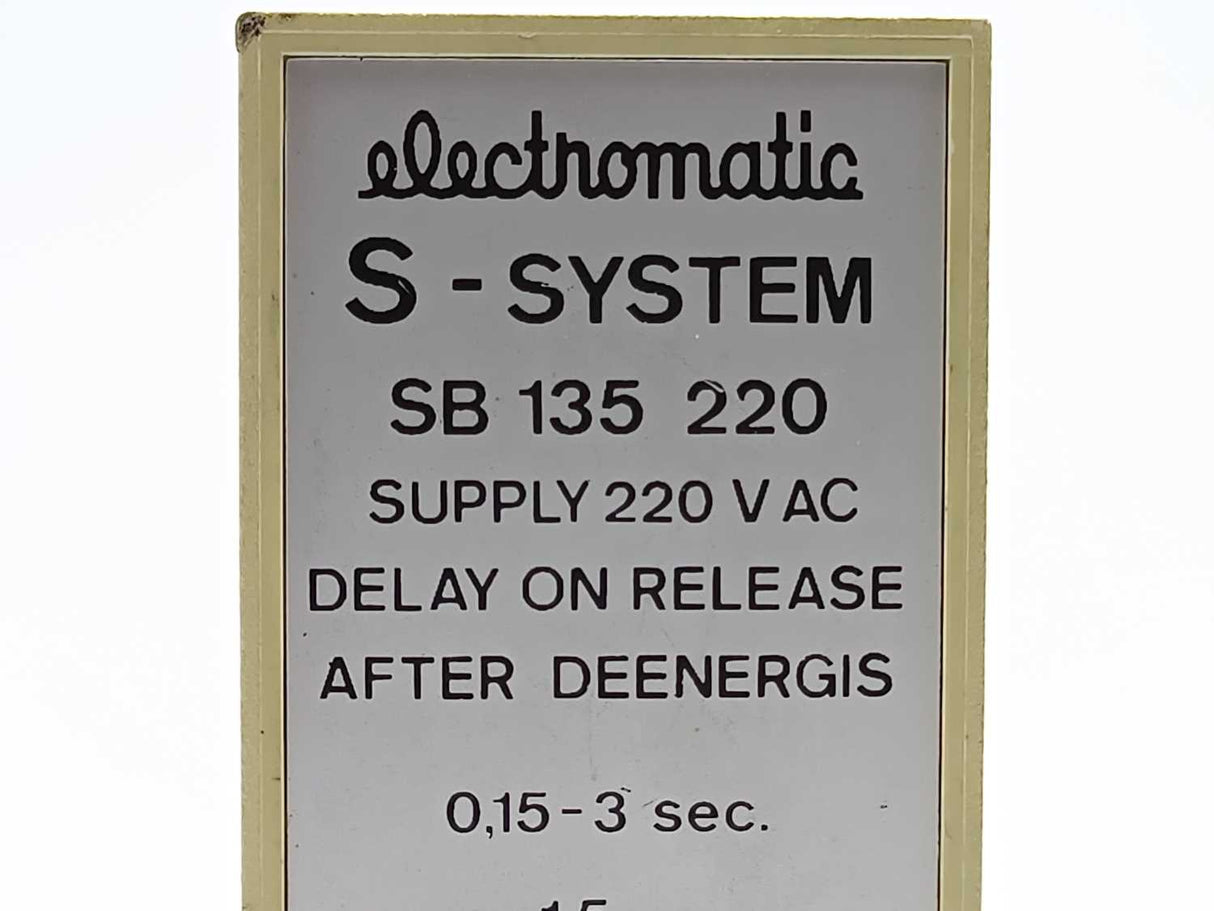 electromatic
S - SYSTEM
SB 135 220
SUPPLY 220 V AC
DELAY ON RELEASE
AFTER DEENERGIS
0,15-3 sec.